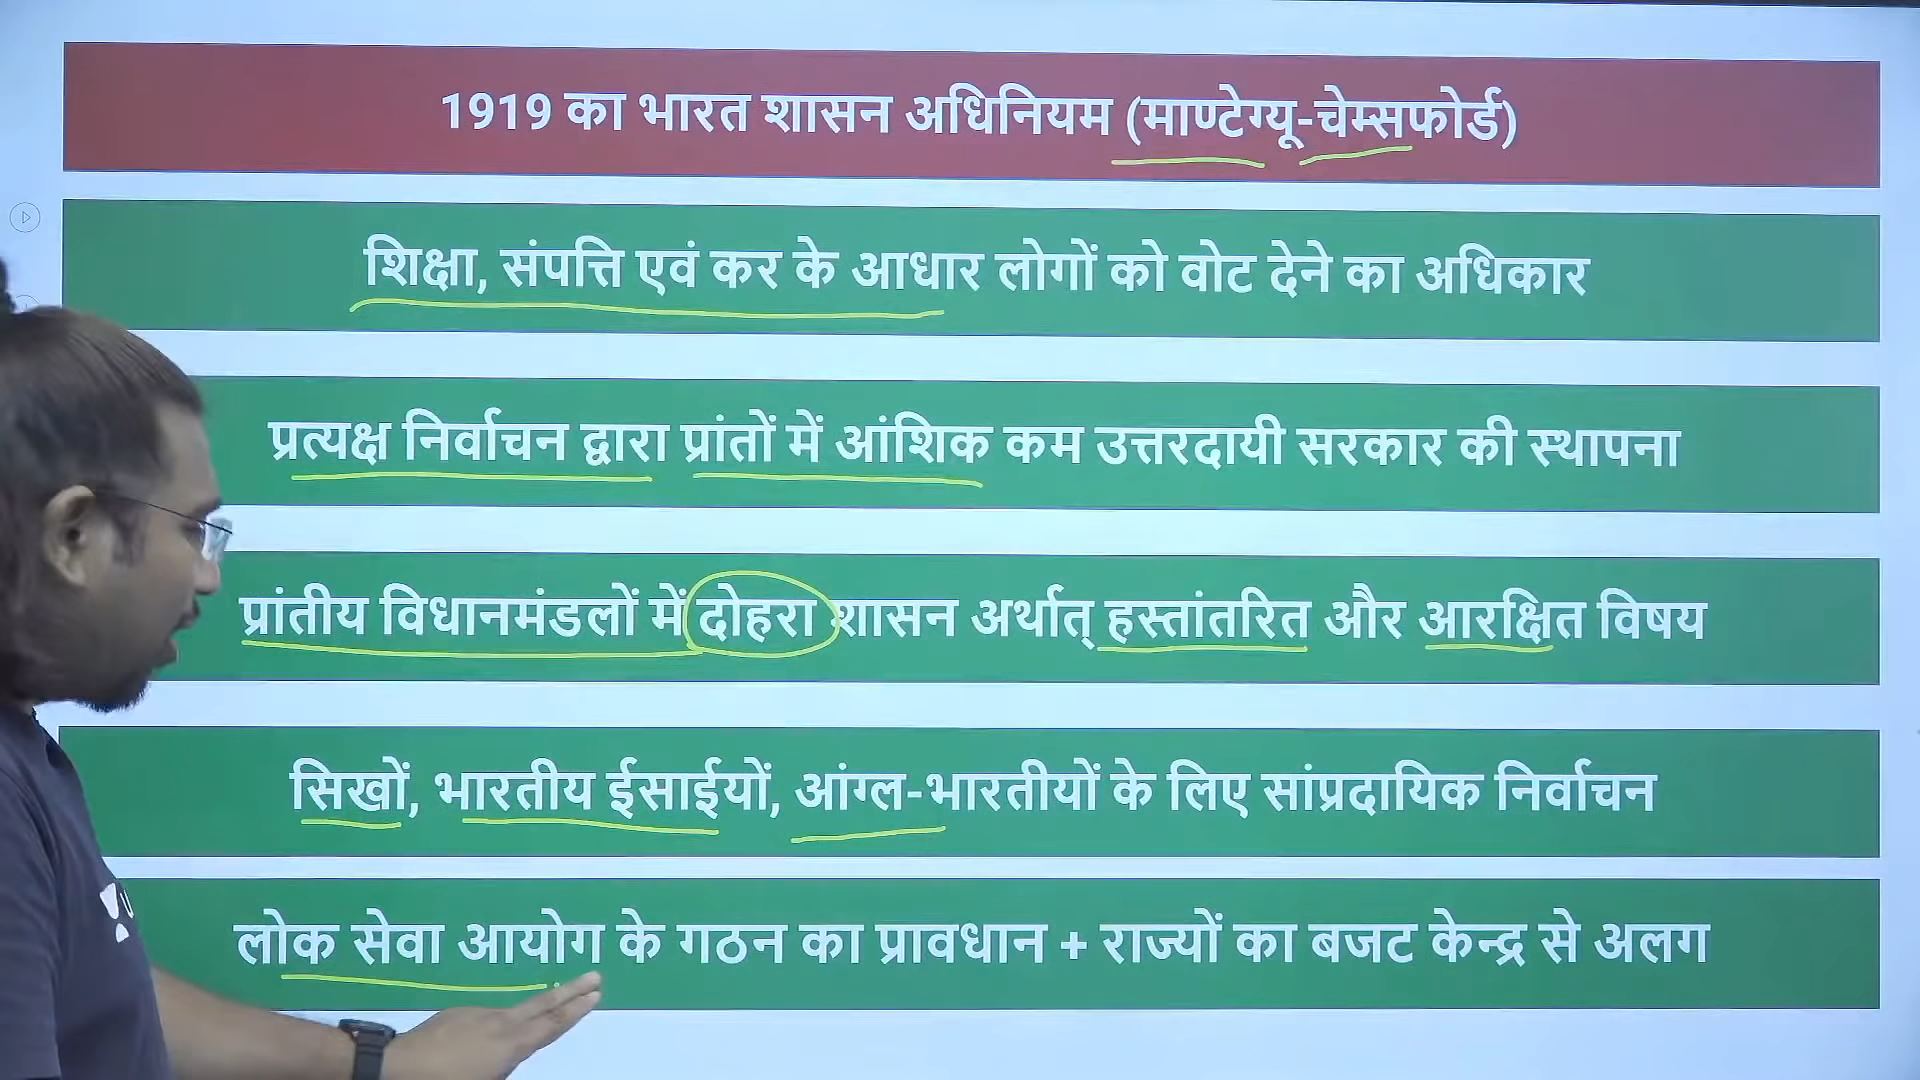 1919 का भारत शासन अधिनियम (माण्टेग्यू-चेम्सफोर्ड)
शिक्षा, संपत्ति एवं कर के आधार लोगों को वोट देने का अधिकार
प्रत्यक्ष निर्वाचन द्वारा प्रांतों में आंशिक कम उत्तरदायी सरकार की स्थापना
प्रांतीय विधानमंडलों में दोहरा शासन अर्थात् हस्तांतरित और आरक्षित विषय
सिखों, भारतीय ईसाईयों, आंग्ल-भारतीयों के लिए सांप्रदायिक निर्वाचन
लोक सेवा आयोग के गठन का प्रावधान + राज्यों का बजट केन्द्र से अलग